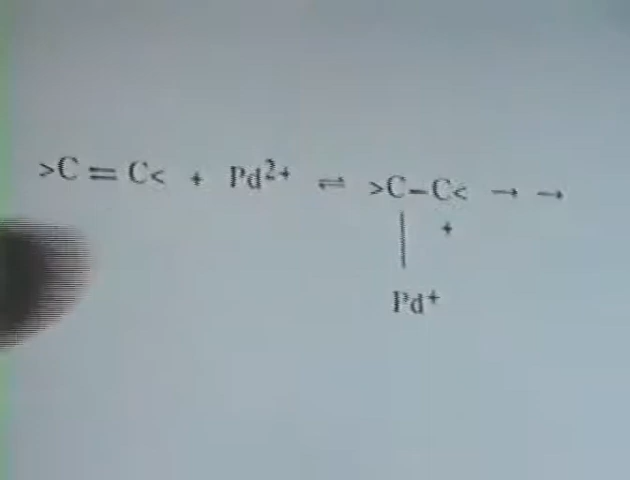 >C = C< + Pd2+ ⇌ >C–C< → →
|
+
Pd+